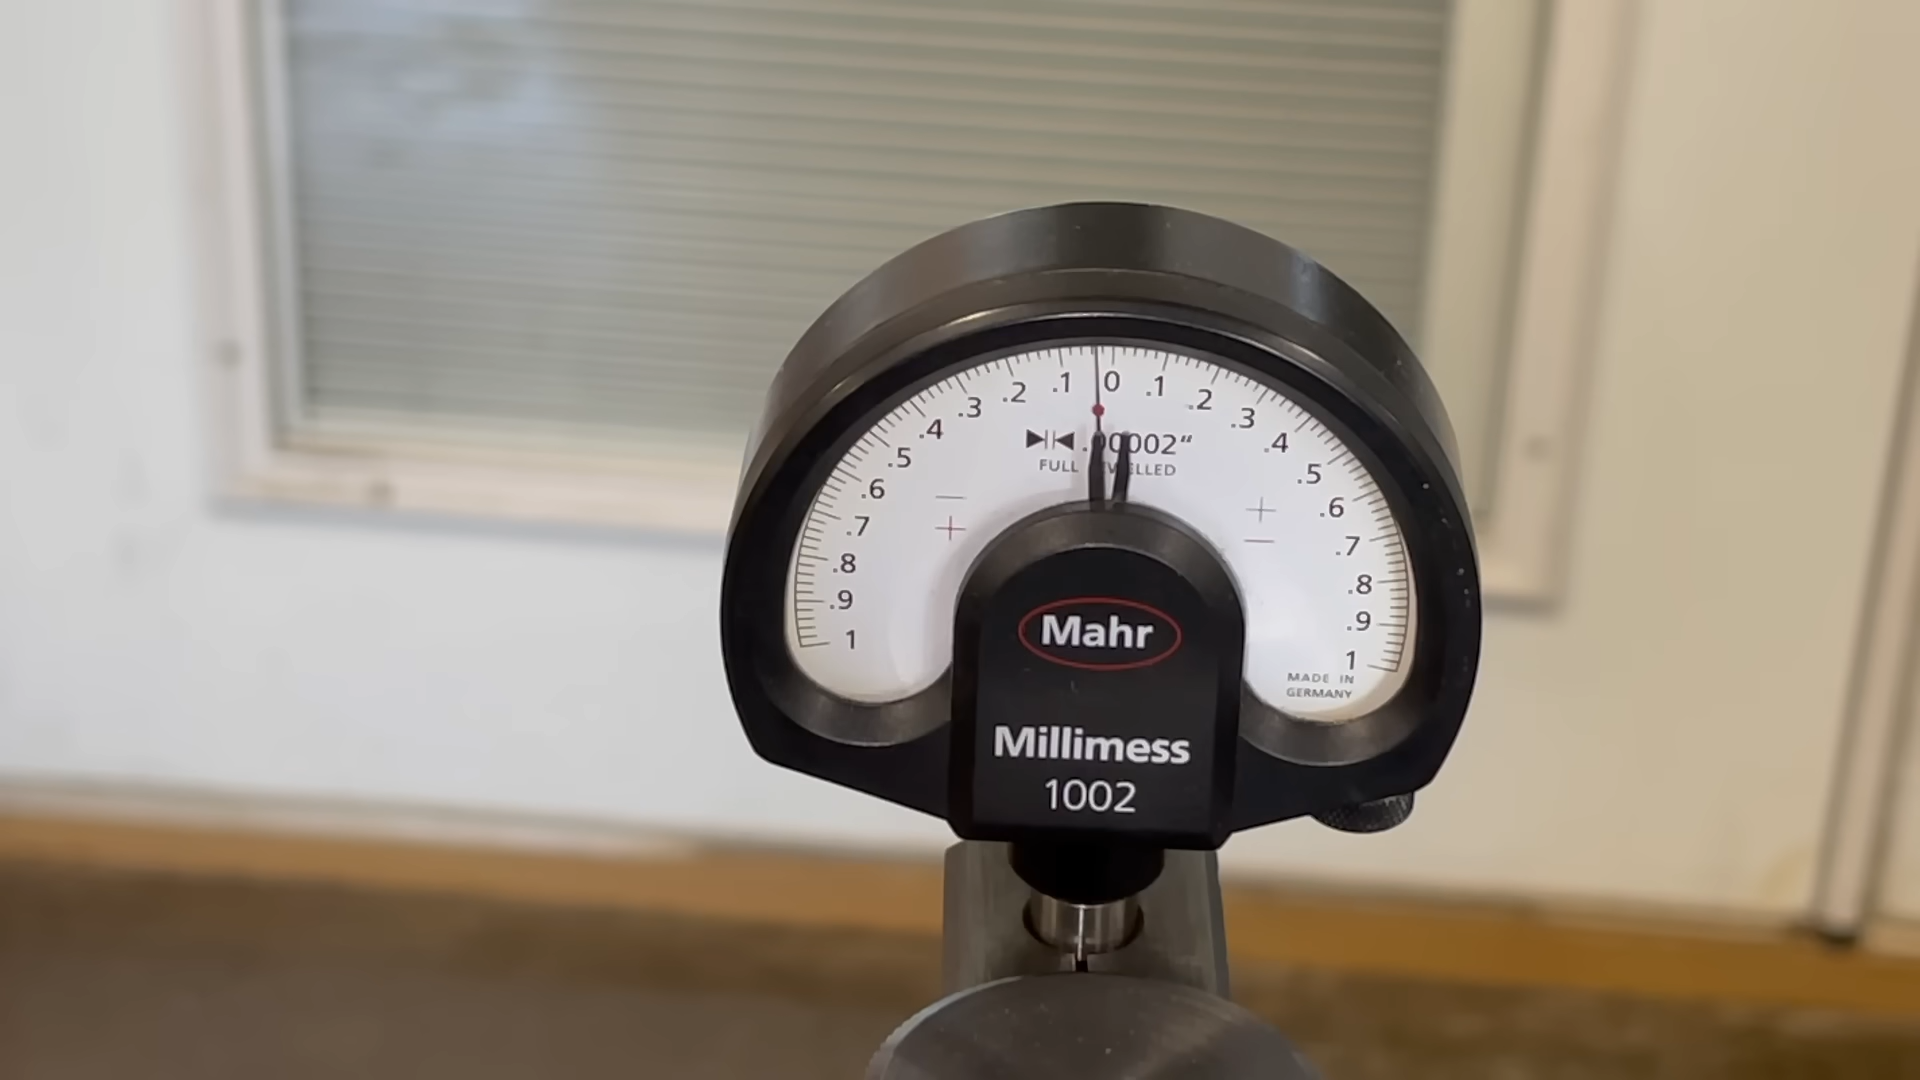 1 .9 .8 .7 .6 .5 .4 .3 .2 .1 0 .1 .2 .3 .4 .5 .6 .7 .8 .9 1
.00002"
FULL JEWELLED
− +
+ −
MADE IN
GERMANY
Mahr
Millimess
1002